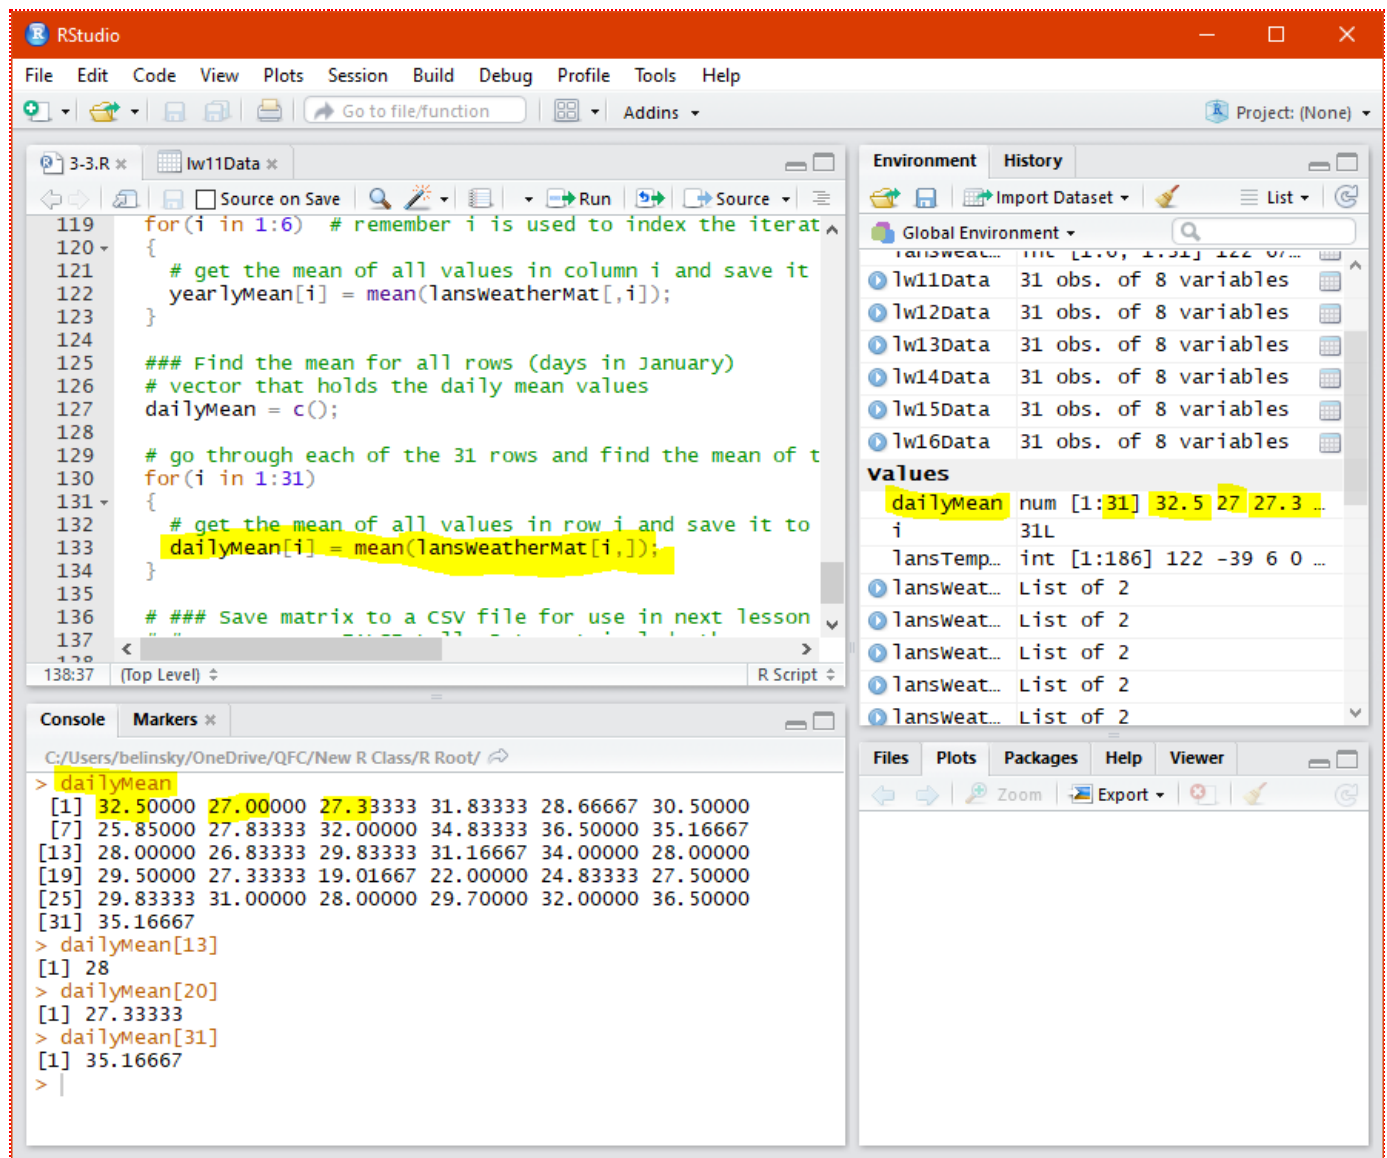 RStudio
File Edit Code View Plots Session Build Debug Profile Tools Help
Go to file/function Addins Project: (None)
3-3.R lw11Data
Source on Save Run Source
119 for(i in 1:6) # remember i is used to index the iterat
120 {
121 # get the mean of all values in column i and save it
122 yearlyMean[i] = mean(lansWeatherMat[,i]);
123 }
124
125 ### Find the mean for all rows (days in January)
126 # vector that holds the daily mean values
127 dailyMean = c();
128
129 # go through each of the 31 rows and find the mean of t
130 for(i in 1:31)
131 {
132 # get the mean of all values in row i and save it to
133 dailyMean[i] = mean(lansWeatherMat[i,]);
134 }
135
136 # ### Save matrix to a CSV file for use in next lesson
137
138:37 (Top Level) R Script
Console Markers
C:/Users/belinsky/OneDrive/QFC/New R Class/R Root/
> dailyMean
[1] 32.50000 27.00000 27.33333 31.83333 28.66667 30.50000
[7] 25.85000 27.83333 32.00000 34.83333 36.50000 35.16667
[13] 28.00000 26.83333 29.83333 31.16667 34.00000 28.00000
[19] 29.50000 27.33333 19.01667 22.00000 24.83333 27.50000
[25] 29.83333 31.00000 28.00000 29.70000 32.00000 36.50000
[31] 35.16667
> dailyMean[13]
[1] 28
> dailyMean[20]
[1] 27.33333
> dailyMean[31]
[1] 35.16667
>
Environment History
Import Dataset List
Global Environment
lw11Data 31 obs. of 8 variables
lw12Data 31 obs. of 8 variables
lw13Data 31 obs. of 8 variables
lw14Data 31 obs. of 8 variables
lw15Data 31 obs. of 8 variables
lw16Data 31 obs. of 8 variables
Values
dailyMean num [1:31] 32.5 27 27.3 ...
i 31L
lansTemp… int [1:186] 122 -39 6 0 …
lansWeat… List of 2
lansWeat… List of 2
lansWeat… List of 2
lansWeat… List of 2
lansWeat… List of 2
Files Plots Packages Help Viewer
Zoom Export